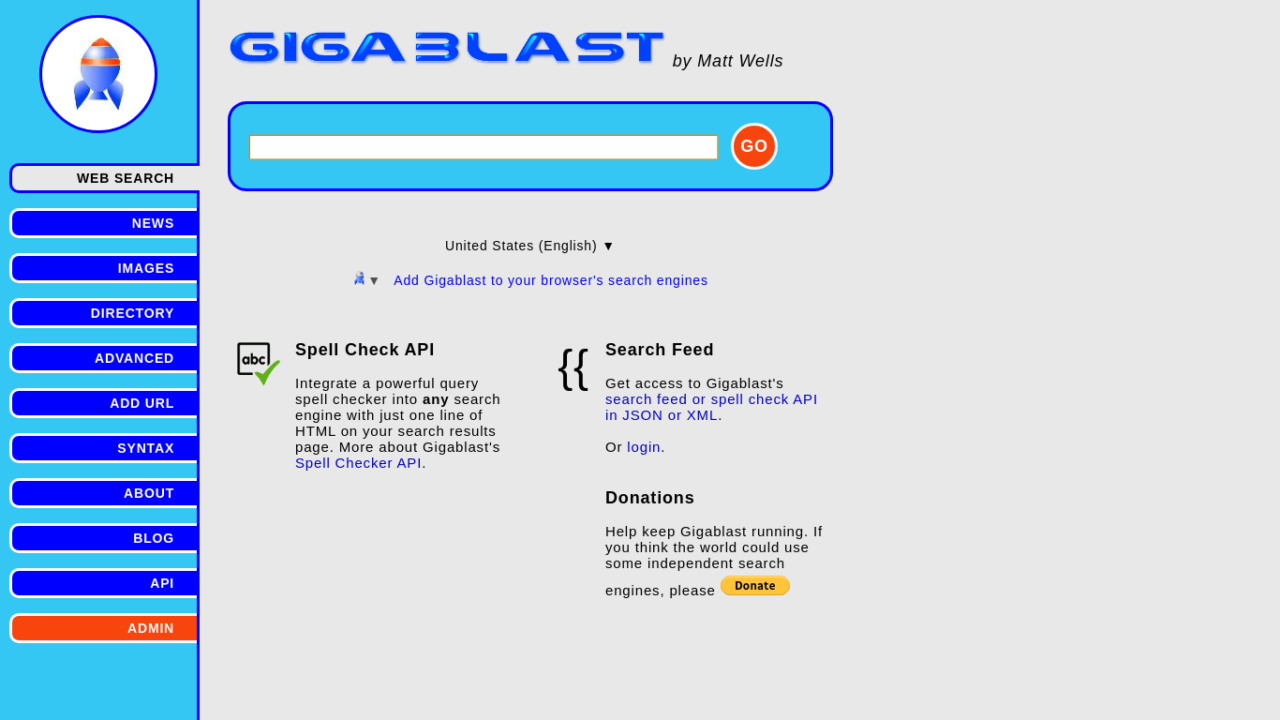 GIGABLAST by Matt Wells
GO
WEB SEARCH
NEWS
IMAGES
DIRECTORY
ADVANCED
ADD URL
SYNTAX
ABOUT
BLOG
API
ADMIN
United States (English) ▼
▼ Add Gigablast to your browser's search engines
abc
Spell Check API
Integrate a powerful query
spell checker into any search
engine with just one line of
HTML on your search results
page. More about Gigablast's
Spell Checker API.
{{
Search Feed
Get access to Gigablast's
search feed or spell check API
in JSON or XML.
Or login.
Donations
Help keep Gigablast running. If
you think the world could use
some independent search
engines, please Donate